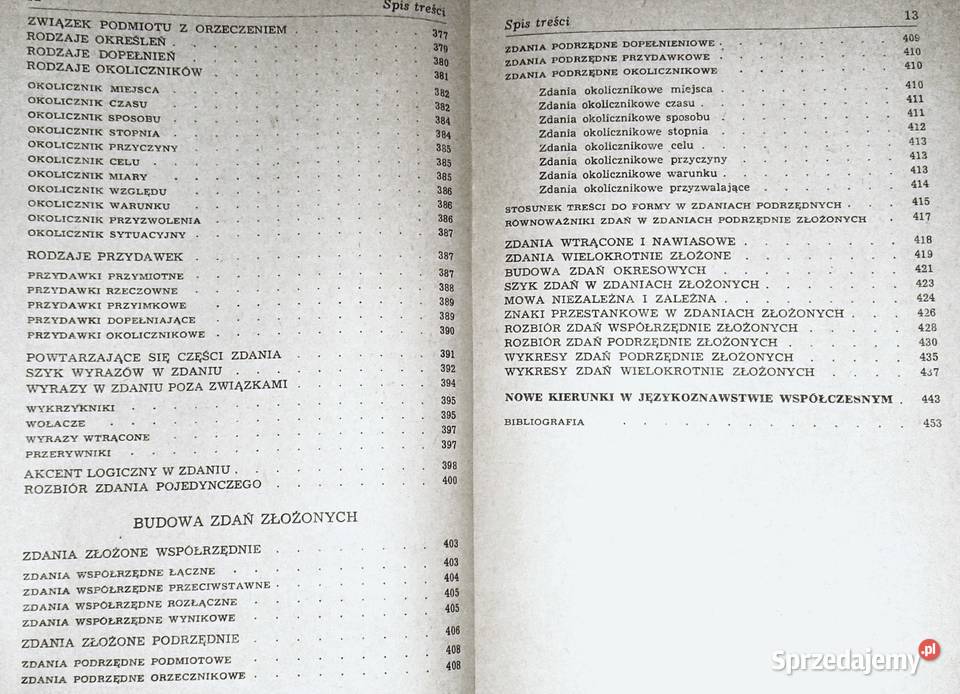 Spis treści
ZWIĄZEK PODMIOTU Z ORZECZENIEM . . . . . . 377
RODZAJE OKREŚLEŃ . . . . . . 379
RODZAJE DOPEŁNIEŃ . . . . . . 380
RODZAJE OKOLICZNIKÓW . . . . . . 381
OKOLICZNIK MIEJSCA . . . . . . 382
OKOLICZNIK CZASU . . . . . . 382
OKOLICZNIK SPOSOBU . . . . . . 384
OKOLICZNIK STOPNIA . . . . . . 384
OKOLICZNIK PRZYCZYNY . . . . . . 385
OKOLICZNIK CELU . . . . . . 385
OKOLICZNIK MIARY . . . . . . 385
OKOLICZNIK WZGLĘDU . . . . . . 386
OKOLICZNIK WARUNKU . . . . . . 386
OKOLICZNIK PRZYZWOLENIA . . . . . . 386
OKOLICZNIK SYTUACYJNY . . . . . . 387
RODZAJE PRZYDAWEK . . . . . . 387
PRZYDAWKI PRZYMIOTNE . . . . . . 387
PRZYDAWKI RZECZOWNE . . . . . . 388
PRZYDAWKI PRZYIMKOWE . . . . . . 389
PRZYDAWKI DOPEŁNIAJĄCE . . . . . . 389
PRZYDAWKI OKOLICZNIKOWE . . . . . . 390
POWTARZAJĄCE SIĘ CZĘŚCI ZDANIA . . . . . . 391
SZYK WYRAZÓW W ZDANIU . . . . . . 392
WYRAZY W ZDANIU POZA ZWIĄZKAMI . . . . . . 394
WYKRZYKNIKI . . . . . . 395
WOŁACZE . . . . . . 395
WYRAZY WTRĄCONE . . . . . . 397
PRZERYWNIKI . . . . . . 397
AKCENT LOGICZNY W ZDANIU . . . . . . 398
ROZBIÓR ZDANIA POJEDYNCZEGO . . . . . . 400
BUDOWA ZDAŃ ZŁOŻONYCH
ZDANIA ZŁOŻONE WSPÓŁRZĘDNIE . . . . . . 403
ZDANIA WSPÓŁRZĘDNE ŁĄCZNE . . . . . . 403
ZDANIA WSPÓŁRZĘDNE PRZECIWSTAWNE . . . . . . 404
ZDANIA WSPÓŁRZĘDNE ROZŁĄCZNE . . . . . . 405
ZDANIA WSPÓŁRZĘDNE WYNIKOWE . . . . . . 405
ZDANIA ZŁOŻONE PODRZĘDNIE . . . . . . 406
ZDANIA PODRZĘDNE PODMIOTOWE . . . . . . 408
ZDANIA PODRZĘDNE ORZECZNIKOWE . . . . . . 408
Spis treści 13
ZDANIA PODRZĘDNE DOPEŁNIENIOWE . . . . . . 409
ZDANIA PODRZĘDNE PRZYDAWKOWE . . . . . . 410
ZDANIA PODRZĘDNE OKOLICZNIKOWE . . . . . . 410
Zdania okolicznikowe miejsca . . . . . . 410
Zdania okolicznikowe czasu . . . . . . 411
Zdania okolicznikowe sposobu . . . . . . 411
Zdania okolicznikowe stopnia . . . . . . 412
Zdania okolicznikowe celu . . . . . . 413
Zdania okolicznikowe przyczyny . . . . . . 413
Zdania okolicznikowe warunku . . . . . . 413
Zdania okolicznikowe przyzwalające . . . . . . 414
STOSUNEK TREŚCI DO FORMY W ZDANIACH PODRZĘDNYCH . . . 415
RÓWNOWAŻNIKI ZDAŃ W ZDANIACH PODRZĘDNIE ZŁOŻONYCH . . 417
ZDANIA WTRĄCONE I NAWIASOWE . . . . . . 418
ZDANIA WIELOKROTNIE ZŁOŻONE . . . . . . 419
BUDOWA ZDAŃ OKRESOWYCH . . . . . . 421
SZYK ZDAŃ W ZDANIACH ZŁOŻONYCH . . . . . . 423
MOWA NIEZALEŻNA I ZALEŻNA . . . . . . 424
ZNAKI PRZESTANKOWE W ZDANIACH ZŁOŻONYCH . . . . 426
ROZBIÓR ZDAŃ WSPÓŁRZĘDNIE ZŁOŻONYCH . . . . . . 428
ROZBIÓR ZDAŃ PODRZĘDNIE ZŁOŻONYCH . . . . . . 430
WYKRESY ZDAŃ PODRZĘDNIE ZŁOŻONYCH . . . . . . 435
WYKRESY ZDAŃ WIELOKROTNIE ZŁOŻONYCH . . . . . . 437
NOWE KIERUNKI W JĘZYKOZNAWSTWIE WSPÓŁCZESNYM . 443
BIBLIOGRAFIA . . . . . . 453
Sprzedajemy.pl